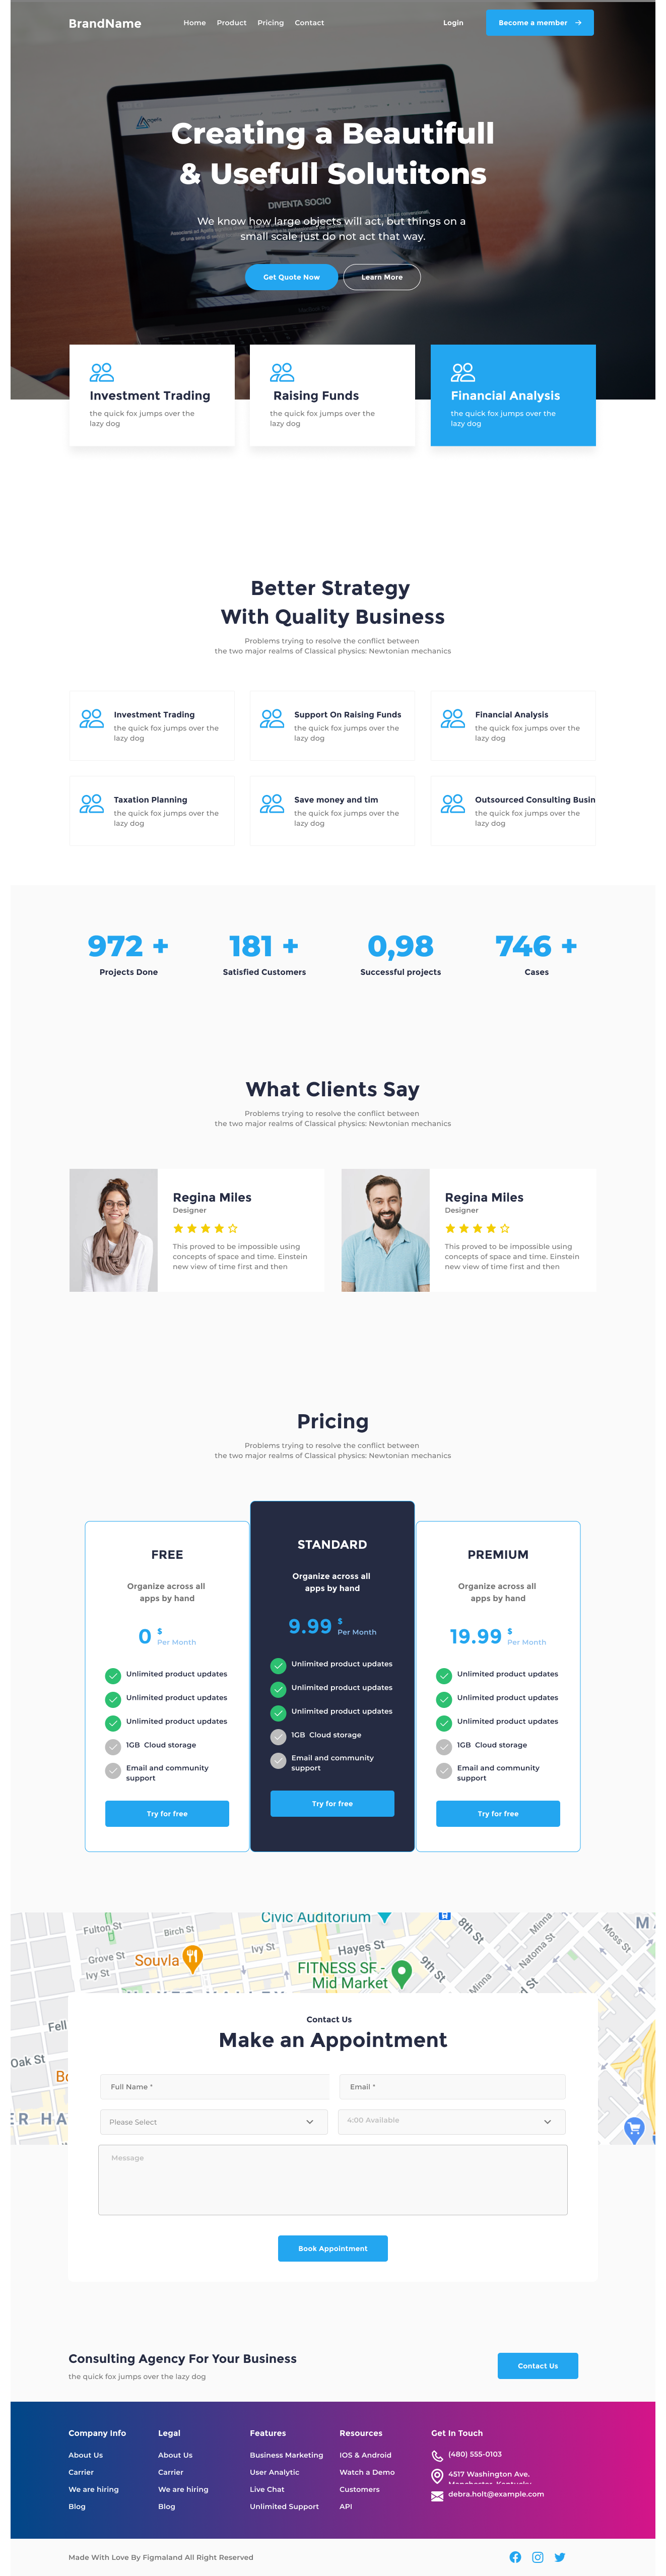 BrandName
Home Product Pricing Contact
Login
Become a member
Creating a Beautifull
& Usefull Solutitons
DIVENTA SOCIO
We know how large objects will act, but things on a
small scale just do not act that way.
Get Quote Now
Learn More
Investment Trading
the quick fox jumps over the
lazy dog
Raising Funds
the quick fox jumps over the
lazy dog
Financial Analysis
the quick fox jumps over the
lazy dog
Better Strategy
With Quality Business
Problems trying to resolve the conflict between
the two major realms of Classical physics: Newtonian mechanics
Investment Trading
the quick fox jumps over the
lazy dog
Support On Raising Funds
the quick fox jumps over the
lazy dog
Financial Analysis
the quick fox jumps over the
lazy dog
Taxation Planning
the quick fox jumps over the
lazy dog
Save money and tim
the quick fox jumps over the
lazy dog
Outsourced Consulting Busin
the quick fox jumps over the
lazy dog
972 +
Projects Done
181 +
Satisfied Customers
0,98
Successful projects
746 +
Cases
What Clients Say
Problems trying to resolve the conflict between
the two major realms of Classical physics: Newtonian mechanics
Regina Miles
Designer
This proved to be impossible using
concepts of space and time. Einstein
new view of time first and then
Regina Miles
Designer
This proved to be impossible using
concepts of space and time. Einstein
new view of time first and then
Pricing
Problems trying to resolve the conflict between
the two major realms of Classical physics: Newtonian mechanics
FREE
Organize across all
apps by hand
0 $
Per Month
Unlimited product updates
Unlimited product updates
Unlimited product updates
1GB Cloud storage
Email and community
support
Try for free
STANDARD
Organize across all
apps by hand
9.99 $
Per Month
Unlimited product updates
Unlimited product updates
Unlimited product updates
1GB Cloud storage
Email and community
support
Try for free
PREMIUM
Organize across all
apps by hand
19.99 $
Per Month
Unlimited product updates
Unlimited product updates
Unlimited product updates
1GB Cloud storage
Email and community
support
Try for free
Civic Auditorium
Fulton St
Birch St
8th St
Minna
Moss St
M
Grove St
Ivy St
Souvla
Ivy St
Hayes St
FITNESS SF -
Mid Market
9th St
Minna
Natoma St
d St
Fell
Oak St
Bo
ER HA
Contact Us
Make an Appointment
Full Name *
Email *
Please Select
4:00 Available
Message
Book Appointment
Consulting Agency For Your Business
the quick fox jumps over the lazy dog
Contact Us
Company Info
About Us
Carrier
We are hiring
Blog
Legal
About Us
Carrier
We are hiring
Blog
Features
Business Marketing
User Analytic
Live Chat
Unlimited Support
Resources
IOS & Android
Watch a Demo
Customers
API
Get In Touch
(480) 555-0103
4517 Washington Ave.
Manchester, Kentucky
debra.holt@example.com
Made With Love By Figmaland All Right Reserved